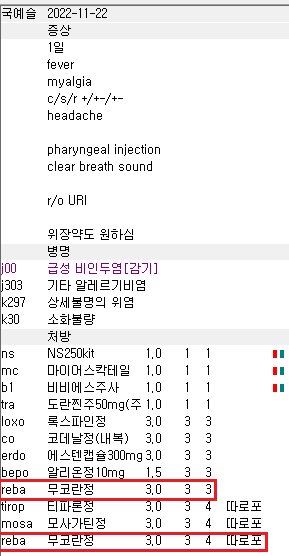 국예슬 2022-11-22
증상
1일
fever
myalgia
c/s/r +/+-/+-
headache
pharyngeal injection
clear breath sound
r/o URI
위장약도 원하심
병명
j00 급성 비인두염[감기]
j303 기타 알레르기비염
k297 상세불명의 위염
k30 소화불량
처방
ns NS250kit 1,0 1 1
mc 마이어스칵테일 1,0 1 1
b1 비비에스주사 1,0 1 1
tra 도란찐주50mg(주 1,0 1 1
loxo 록스파인정 3,0 3 3
co 코데날정(내복) 3,0 3 3
erdo 에스텐캡슐300mg 3,0 3 3
bepo 알리온정10mg 1,5 3 3
reba 무코란정 3,0 3 3
tirop 티파론정 3,0 3 4 따로포
mosa 모사가틴정 3,0 3 4 따로포
reba 무코란정 3,0 3 4 따로포